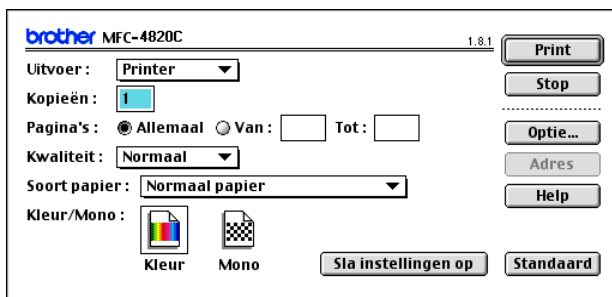 brother MFC-4820C 1.8.1 Print
Uitvoer : Printer Stop
Kopieën : 1
Pagina's : Allemaal Van : Tot : Optie...
Kwaliteit : Normaal Adres
Soort papier : Normaal papier Help
Kleur/Mono :
Kleur Mono Sla instellingen op Standaard